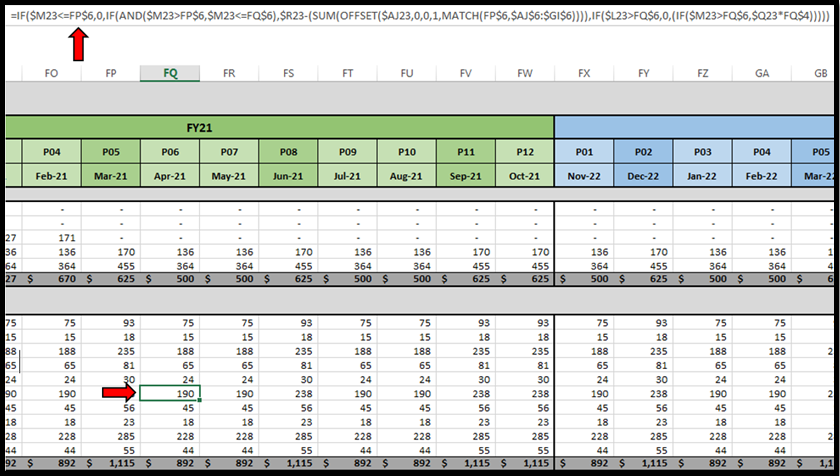 =IF($M23<=FP$6,0,IF(AND($M23>FP$6,$M23<=FQ$6),$R23-(SUM(OFFSET($AJ23,0,0,1,MATCH(FP$6,$AJ$6:$GI$6)))),IF($L23>FQ$6,0,(IF($M23>FQ$6,$Q23*FQ$4)))))
FO FP FQ FR FS FT FU FV FW FX FY FZ GA GB
FY21
P04 P05 P06 P07 P08 P09 P10 P11 P12 P01 P02 P03 P04 P05
Feb-21 Mar-21 Apr-21 May-21 Jun-21 Jul-21 Aug-21 Sep-21 Oct-21 Nov-22 Dec-22 Jan-22 Feb-22 Mar-2
- - - - - - - - - - - - -
- - - - - - - - - - - - -
27 171 - - - - - - - - - - - -
36 136 170 136 136 170 136 136 170 170 136 170 136 136 1
64 364 455 364 364 455 364 364 455 455 364 455 364 364 4
27 $ 670 $ 625 $ 500 $ 500 $ 625 $ 500 $ 500 $ 625 $ 625 $ 500 $ 625 $ 500 $ 500 $ 6
75 75 93 75 75 93 75 75 93 93 75 93 75 75
15 15 18 15 15 18 15 15 18 18 15 18 15 15
88 188 235 188 188 235 188 188 235 235 188 235 188 188 2
65 65 81 65 65 81 65 65 81 81 65 81 65 65
24 24 30 24 24 30 24 24 30 30 24 30 24 24
90 190 190 190 238 190 190 238 238 190 238 190 190 2
45 45 56 45 45 56 45 45 56 56 45 56 45 45
18 18 23 18 18 23 18 18 23 23 18 23 18 18
28 228 285 228 228 285 228 228 285 285 228 285 228 228 2
44 44 55 44 44 55 44 44 55 55 44 55 44 44
92 $ 892 $ 1,115 $ 892 $ 892 $ 1,115 $ 892 $ 892 $ 1,115 $ 1,115 $ 892 $ 1,115 $ 892 $ 892 $ 1,1